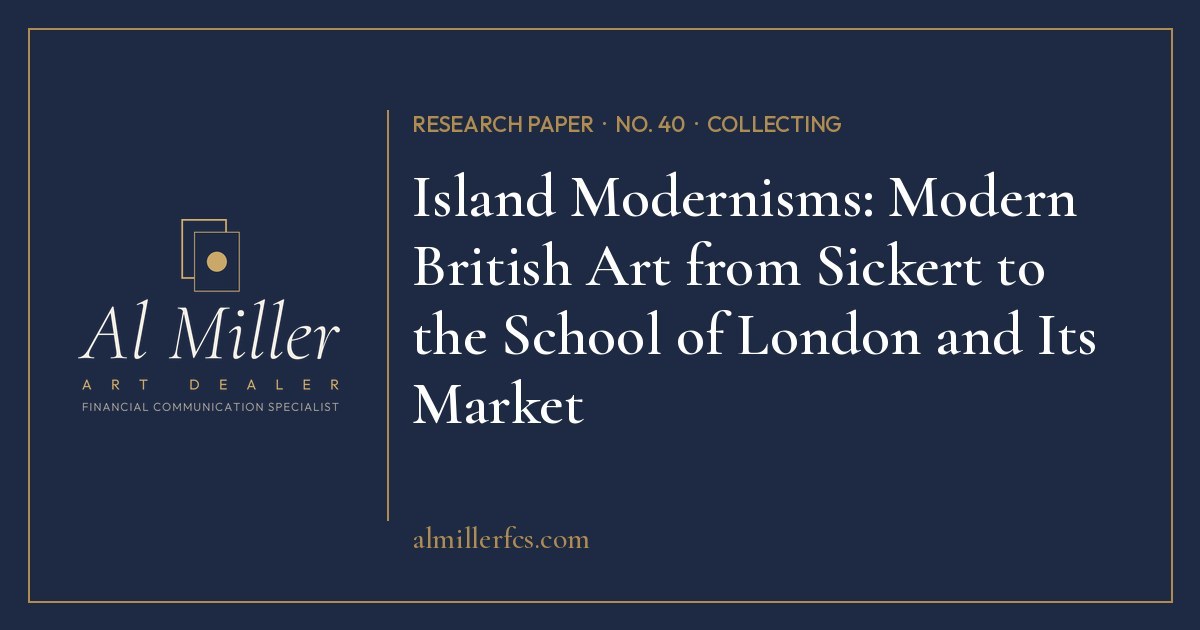 Al Miller
ART DEALER
FINANCIAL COMMUNICATION SPECIALIST
RESEARCH PAPER · NO. 40 · COLLECTING
Island Modernisms: Modern
British Art from Sickert to
the School of London and Its
Market
almillerfcs.com